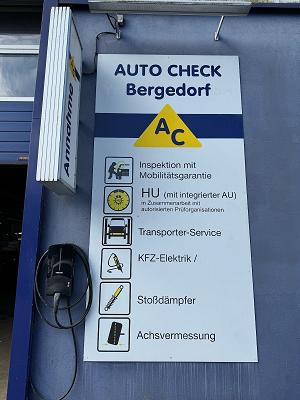 Annahme
AUTO CHECK
Bergedorf
AC
Inspektion mit
Mobilitätsgarantie
HU (mit integrierter AU)
in Zusammenarbeit mit
autorisierten Prüforganisationen
Transporter-Service
KFZ-Elektrik /
Stoßdämpfer
Achsvermessung